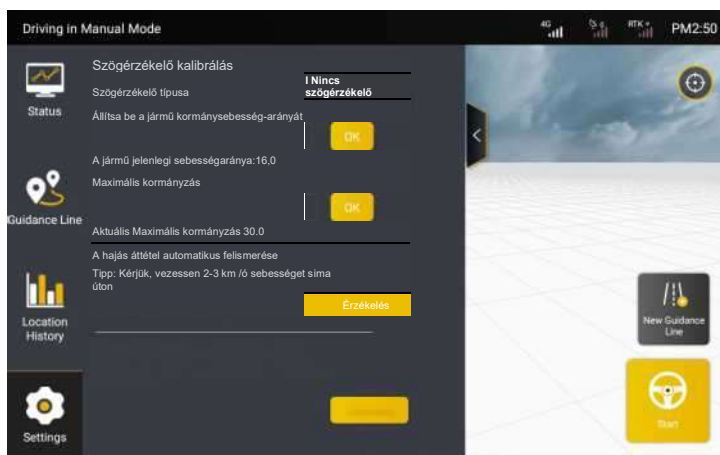 Driving in Manual Mode
4G
RTK
PM2:50
Status
Guidance Line
Location
History
Settings
Szögérzékelő kalibrálás
Szögérzékelő típusa
I Nincs
szögérzékelő
Állítsa be a jármű kormánysebesség-arányát
OK
A jármű jelenlegi sebességaránya:16,0
Maximális kormányzás
OK
Aktuális Maximális kormányzás 30.0
A hajás áttétel automatikus felismerése
Tipp: Kérjük, vezessen 2-3 km /ó sebességet sima
úton
Érzékelés
New Guidance
Line
Start